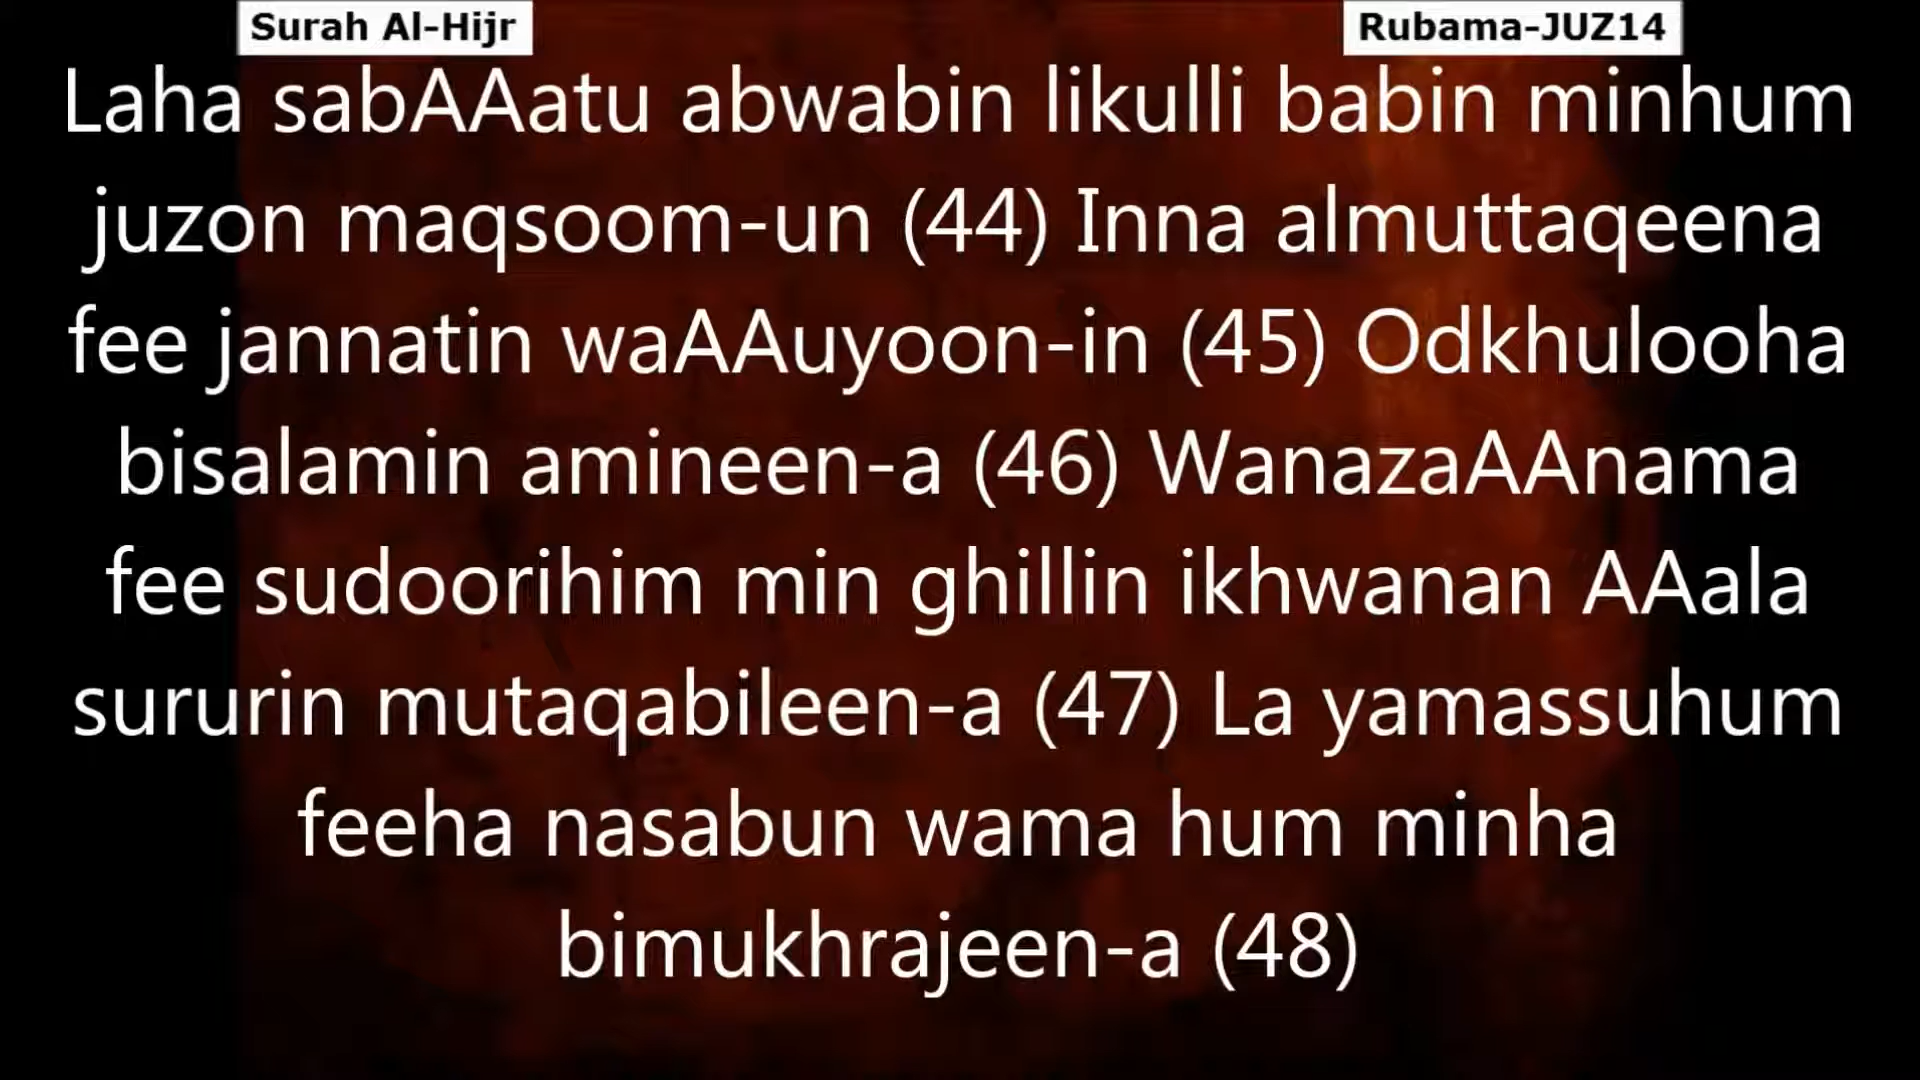 Surah Al-Hijr
Rubama-JUZ14
Laha sabAAatu abwabin likulli babin minhum
juzon maqsoom-un (44) Inna almuttaqeena
fee jannatin waAAuyoon-in (45) Odkhulooha
bisalamin amineen-a (46) WanazaAAnama
fee sudoorihim min ghillin ikhwanan AAala
sururin mutaqabileen-a (47) La yamassuhum
feeha nasabun wama hum minha
bimukhrajeen-a (48)